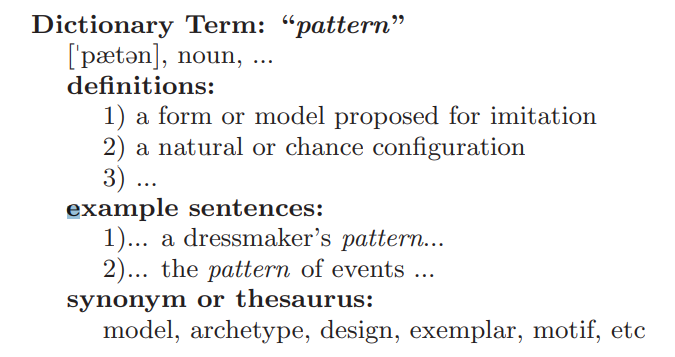 Dictionary Term: “pattern”
[ˈpætən], noun, ...
definitions:
1) a form or model proposed for imitation
2) a natural or chance configuration
3) ...
example sentences:
1)... a dressmaker’s pattern...
2)... the pattern of events ...
synonym or thesaurus:
model, archetype, design, exemplar, motif, etc